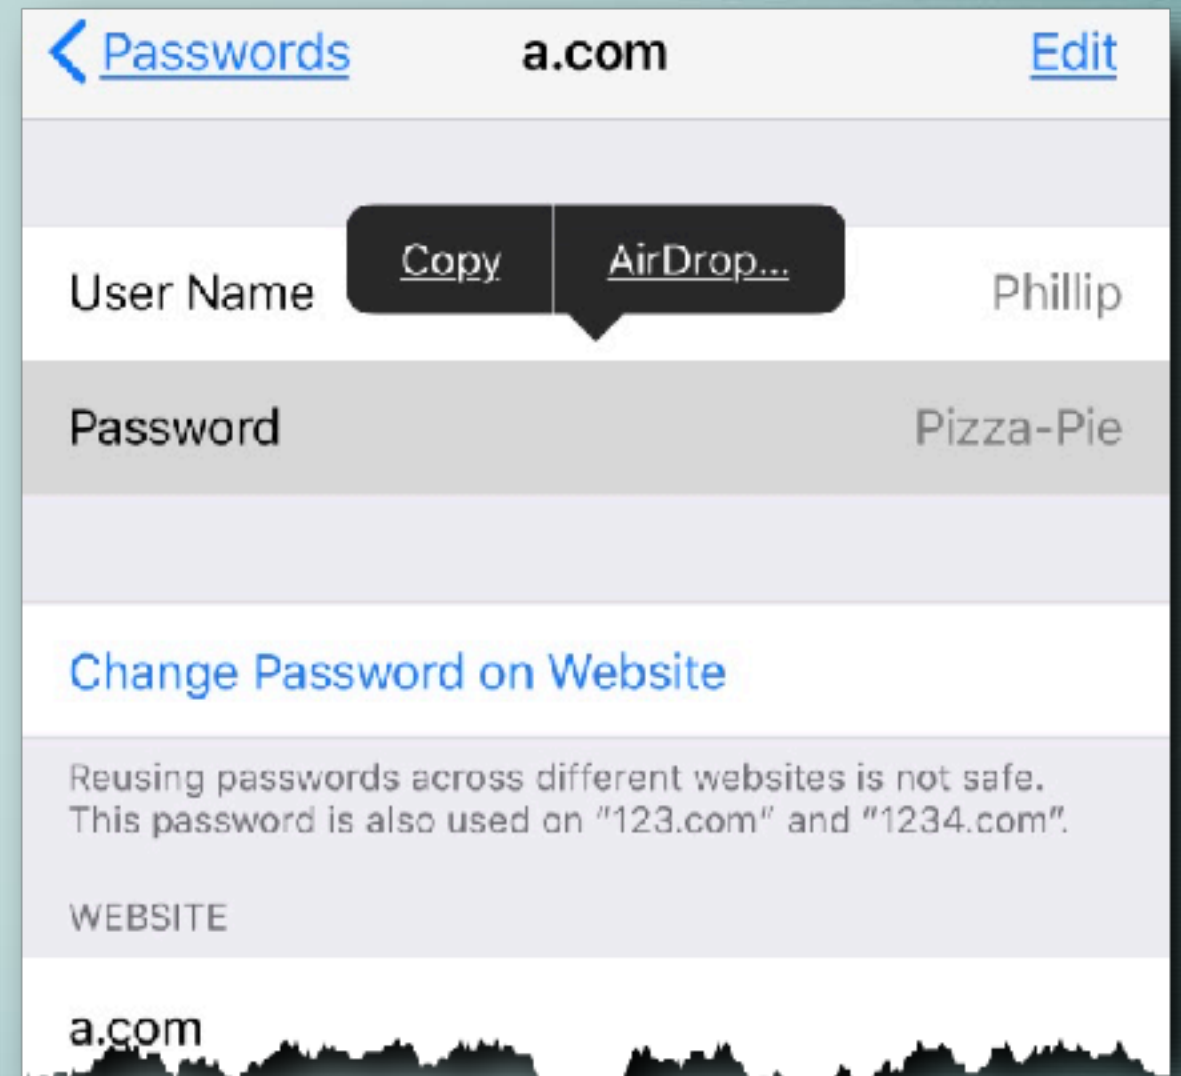 Passwords a.com Edit
Copy AirDrop...
User Name Phillip
Password Pizza-Pie
Change Password on Website
Reusing passwords across different websites is not safe.
This password is also used on “123.com” and “1234.com”.
WEBSITE
a.com